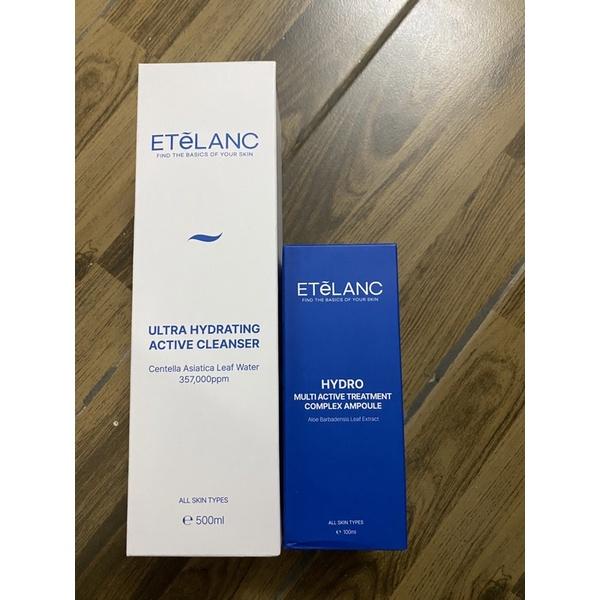 ETēLANC
FIND THE BASICS OF YOUR SKIN
ULTRA HYDRATING
ACTIVE CLEANSER
Centella Asiatica Leaf Water
357,000ppm
ALL SKIN TYPES
℮ 500ml
ETēLANC
FIND THE BASICS OF YOUR SKIN
HYDRO
MULTI ACTIVE TREATMENT
COMPLEX AMPOULE
Aloe Barbadensis Leaf Extract
ALL SKIN TYPES
℮ 100ml